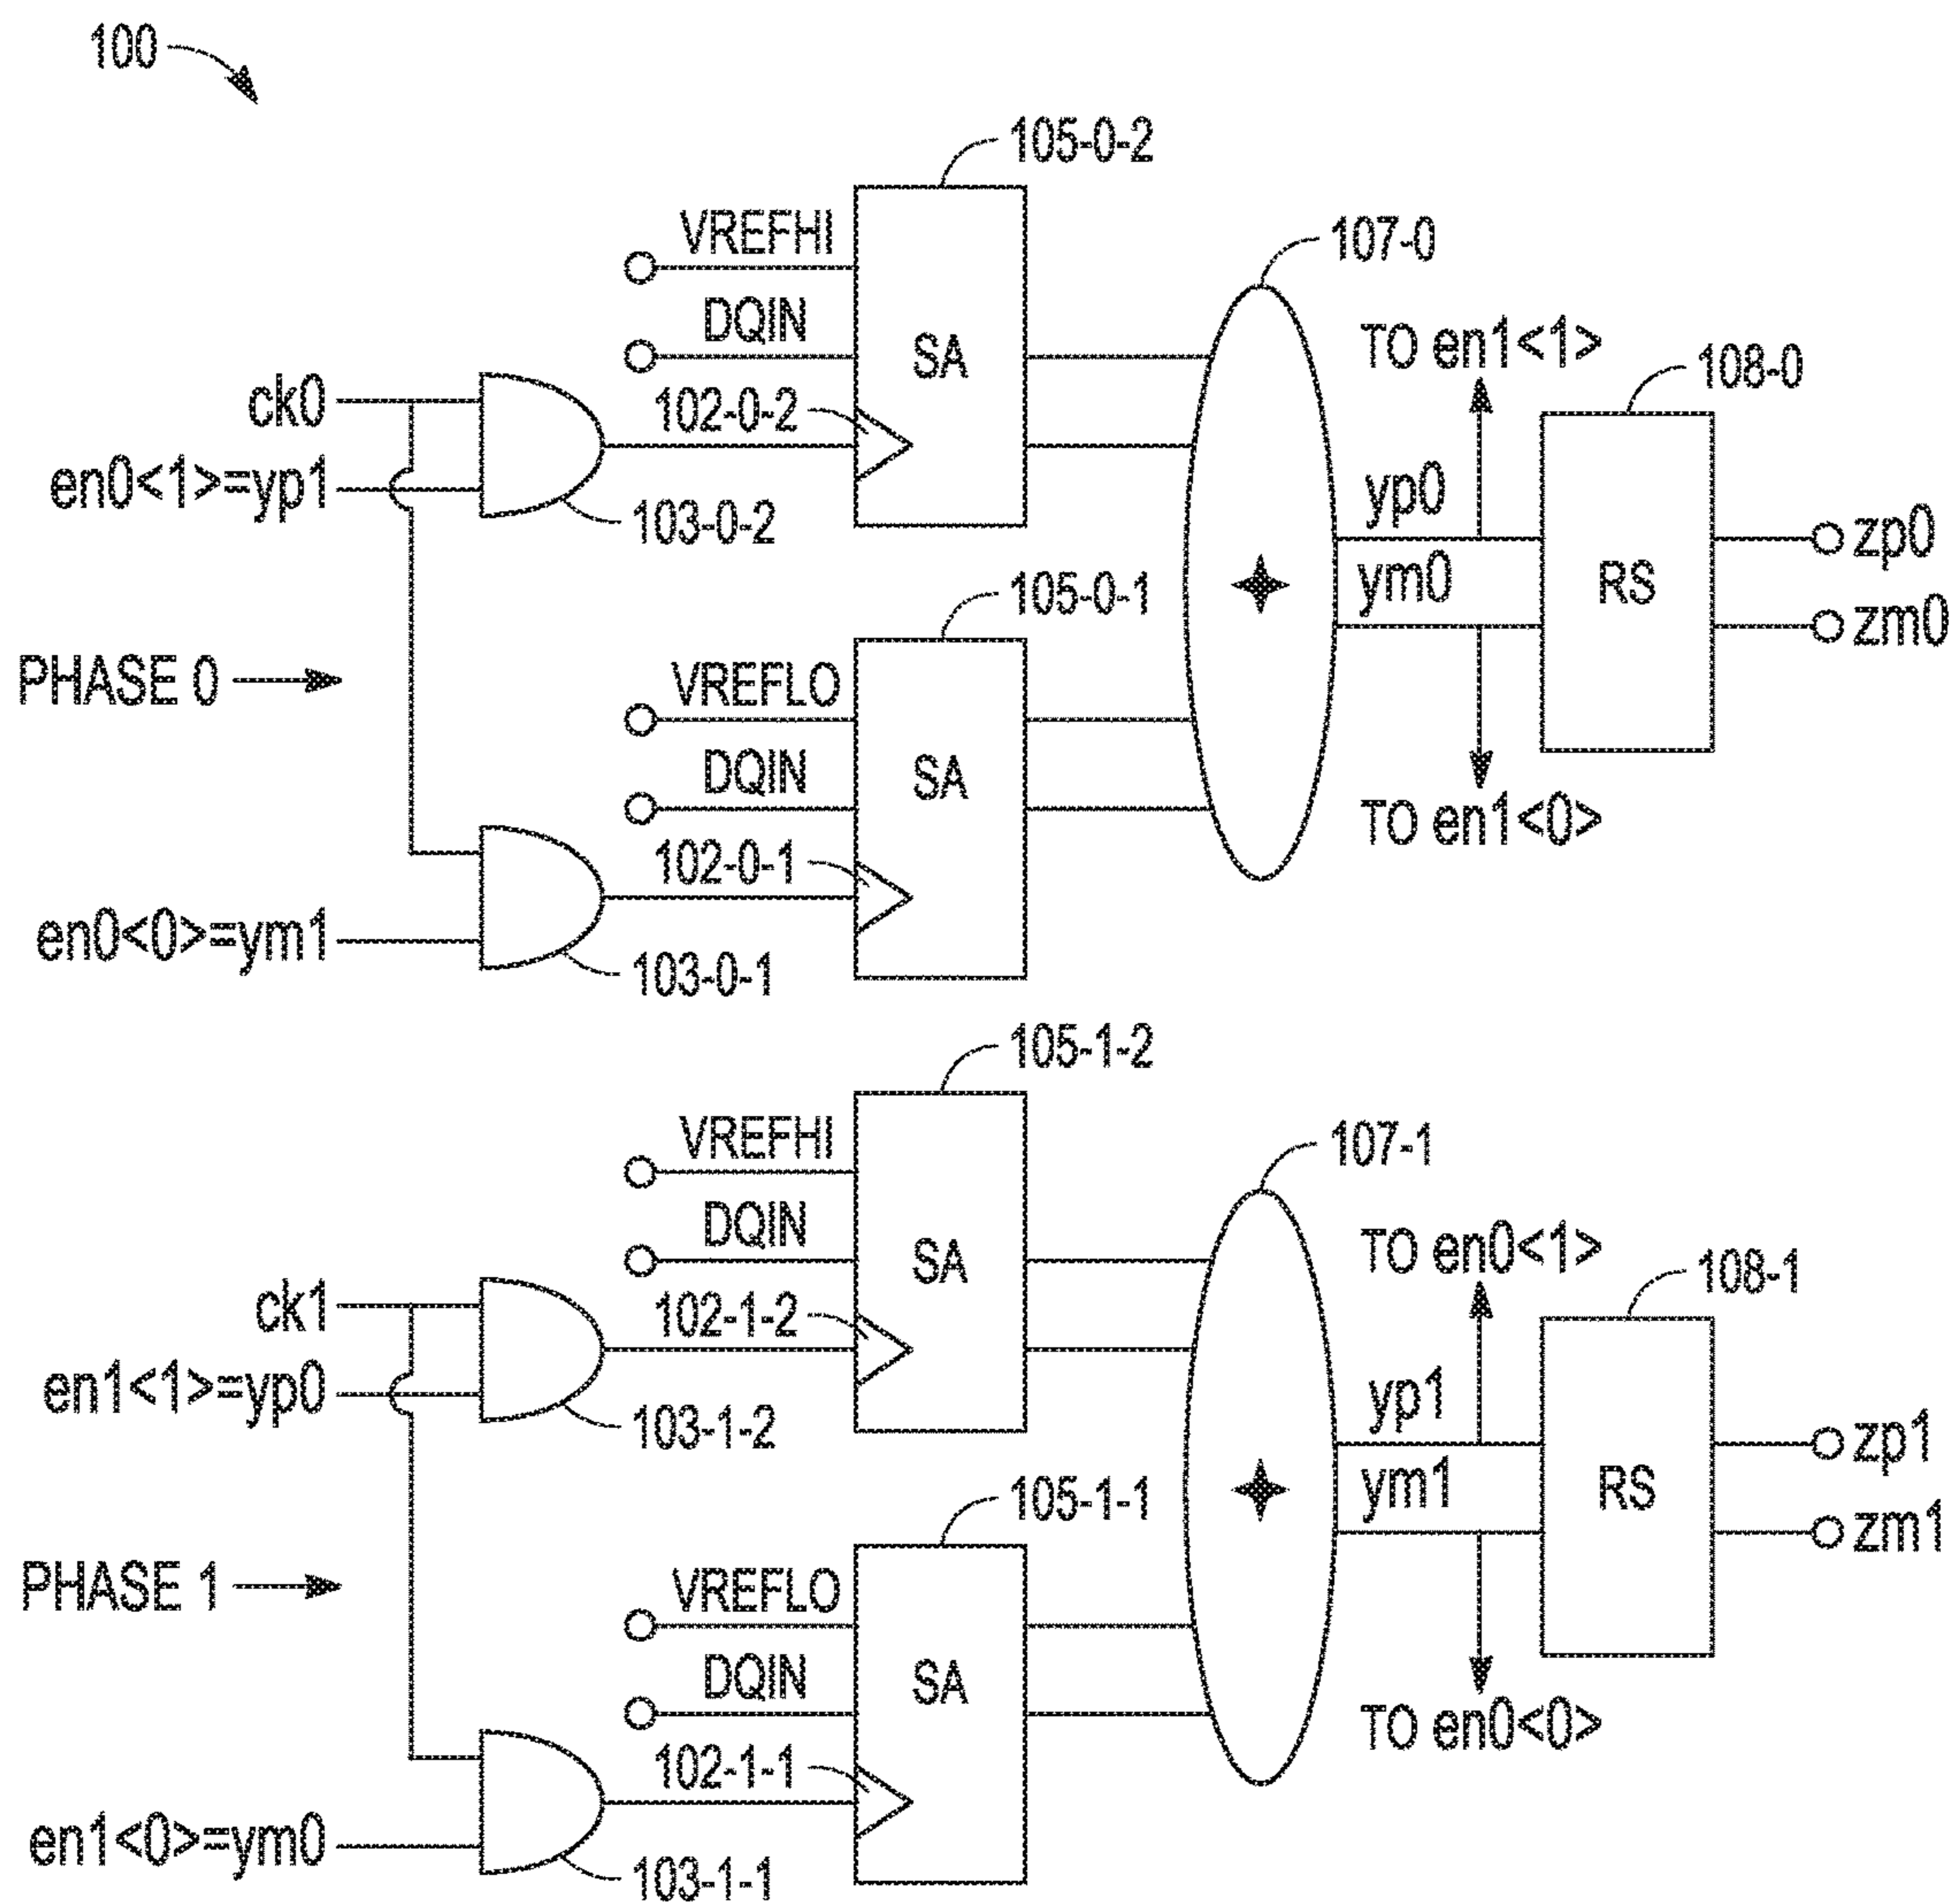 100
105-0-2
VREFHI
107-0
DQIN
SA
TO en1<1>
108-0
ck0
102-0-2
en0<1>=yp1
103-0-2
yp0
zp0
ym0
RS
zm0
105-0-1
PHASE 0
VREFLO
DQIN
SA
TO en1<0>
102-0-1
en0<0>=ym1
103-0-1
105-1-2
VREFHI
107-1
DQIN
SA
TO en0<1>
108-1
ck1
102-1-2
en1<1>=yp0
103-1-2
yp1
zp1
ym1
RS
zm1
105-1-1
PHASE 1
VREFLO
DQIN
SA
TO en0<0>
102-1-1
en1<0>=ym0
103-1-1